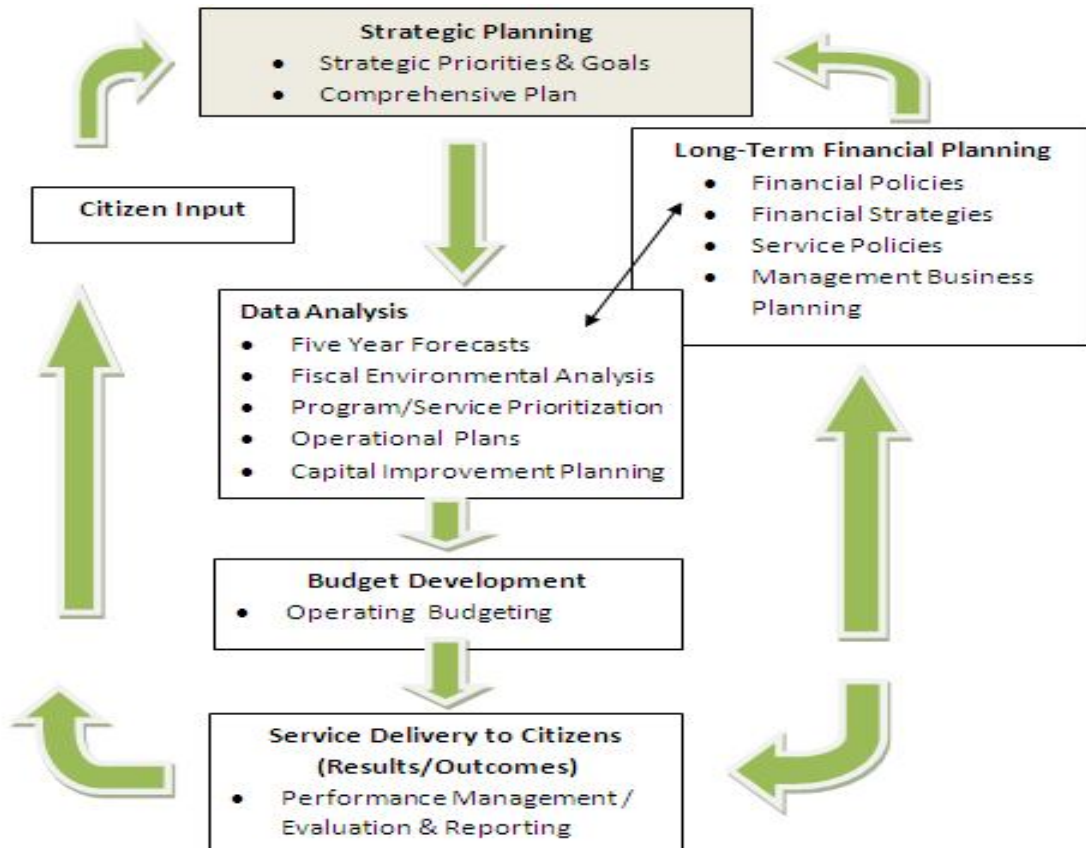 Strategic Planning
• Strategic Priorities & Goals
• Comprehensive Plan
Long-Term Financial Planning
• Financial Policies
• Financial Strategies
• Service Policies
• Management Business
Planning
Citizen Input
Data Analysis
• Five Year Forecasts
• Fiscal Environmental Analysis
• Program/Service Prioritization
• Operational Plans
• Capital Improvement Planning
Budget Development
• Operating Budgeting
Service Delivery to Citizens
(Results/Outcomes)
• Performance Management /
Evaluation & Reporting